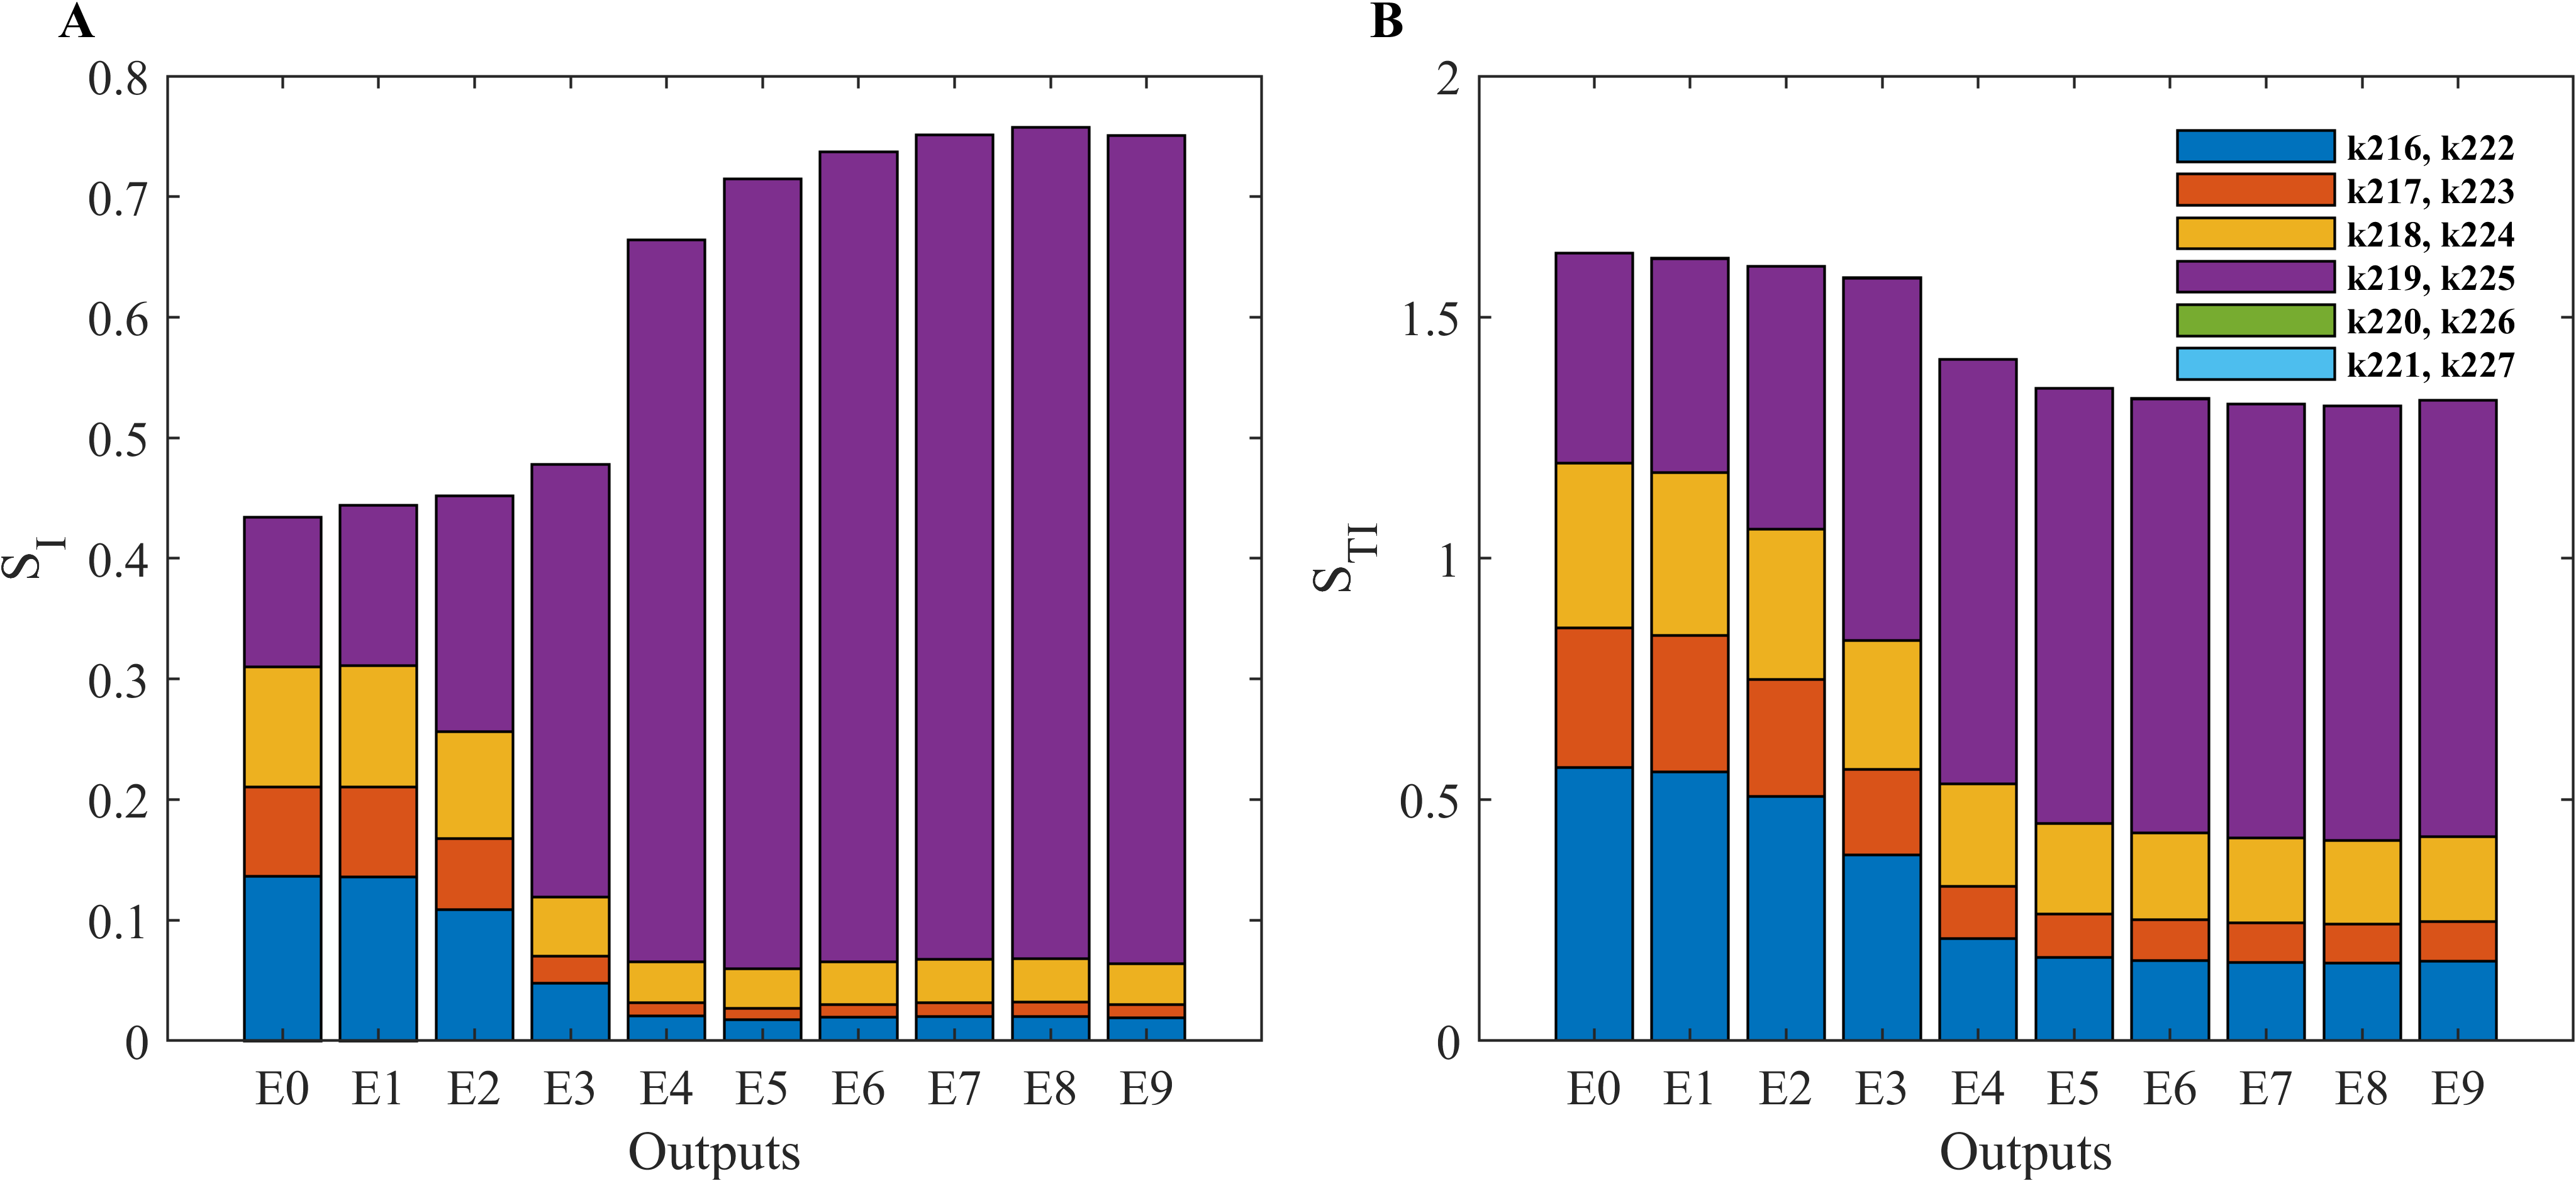 A
0.8
0.7
0.6
0.5
0.4
0.3
0.2
0.1
0
S_I
E0 E1 E2 E3 E4 E5 E6 E7 E8 E9
Outputs
B
2
1.5
1
0.5
0
S_TI
k216, k222
k217, k223
k218, k224
k219, k225
k220, k226
k221, k227
E0 E1 E2 E3 E4 E5 E6 E7 E8 E9
Outputs